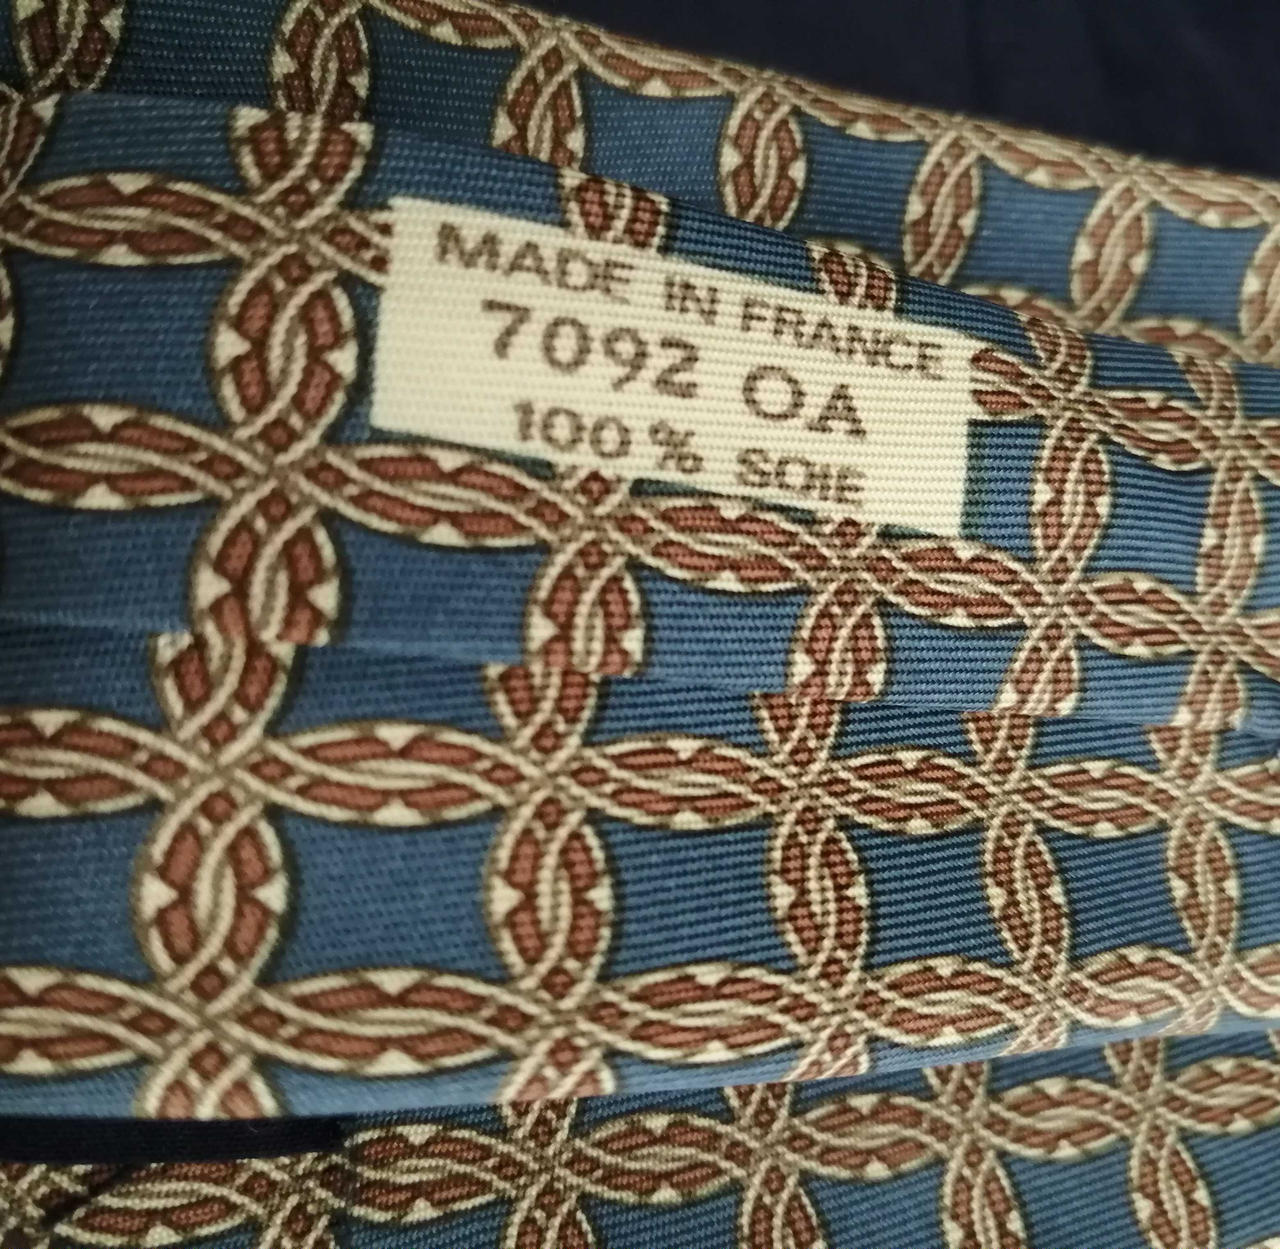 MADE IN FRANCE
7092 OA
100 % SOIE